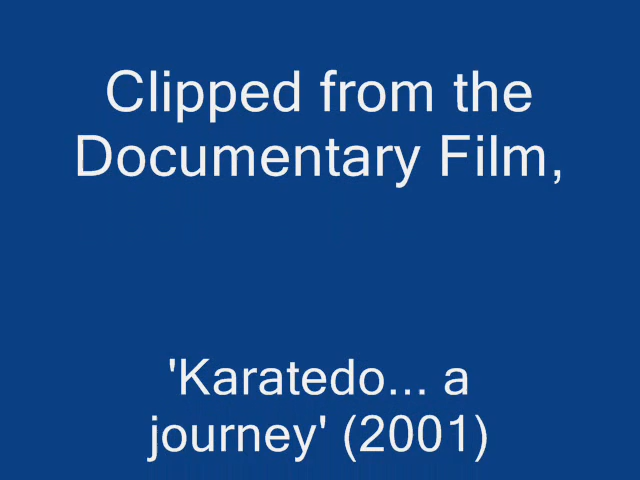 Clipped from the
Documentary Film,
'Karatedo... a
journey' (2001)